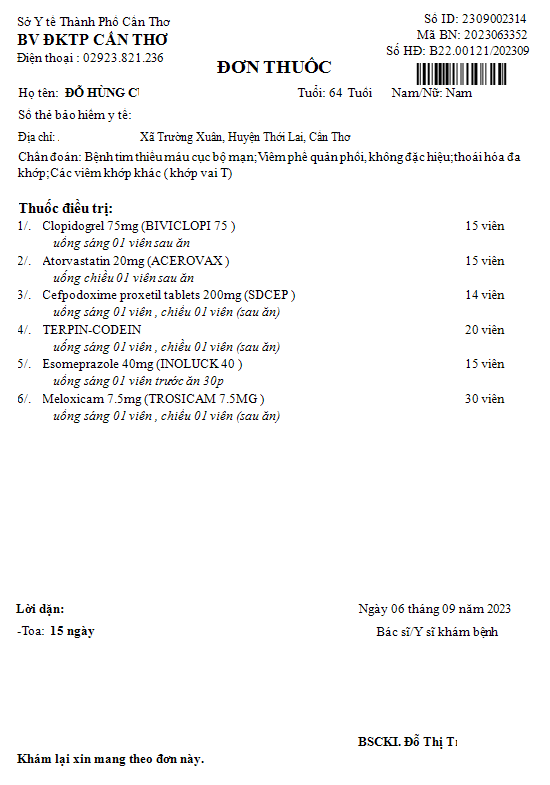 Sở Y tế Thành Phố Cần Thơ
Số ID: 2309002314
BV ĐKTP CẦN THƠ
Mã BN: 2023063352
Điện thoại : 02923.821.236
Số HĐ: B22.00121/202309
ĐƠN THUỐC
Họ tên: ĐỖ HÙNG Tuổi: 64 Tuổi Nam/Nữ: Nam
Số thẻ bảo hiểm y tế:
Địa chỉ: . Xã Trường Xuân, Huyện Thới Lai, Cần Thơ
Chẩn đoán: Bệnh tim thiếu máu cục bộ mạn;Viêm phế quản phổi, không đặc hiệu;thoái hóa đa
khớp;Các viêm khớp khác ( khớp vai T)
Thuốc điều trị:
1/. Clopidogrel 75mg (BIVICLOPI 75 ) 15 viên
uống sáng 01 viên sau ăn
2/. Atorvastatin 20mg (ACEROVAX ) 15 viên
uống chiều 01 viên sau ăn
3/. Cefpodoxime proxetil tablets 200mg (SDCEP ) 14 viên
uống sáng 01 viên , chiều 01 viên (sau ăn)
4/. TERPIN-CODEIN 20 viên
uống sáng 01 viên , chiều 01 viên (sau ăn)
5/. Esomeprazole 40mg (INOLUCK 40 ) 15 viên
uống sáng 01 viên trước ăn 30p
6/. Meloxicam 7.5mg (TROSICAM 7.5MG ) 30 viên
uống sáng 01 viên , chiều 01 viên (sau ăn)
Lời dặn:
Ngày 06 tháng 09 năm 2023
-Toa: 15 ngày
Bác sĩ/Y sĩ khám bệnh
BSCKI. Đỗ Thị
Khám lại xin mang theo đơn này.